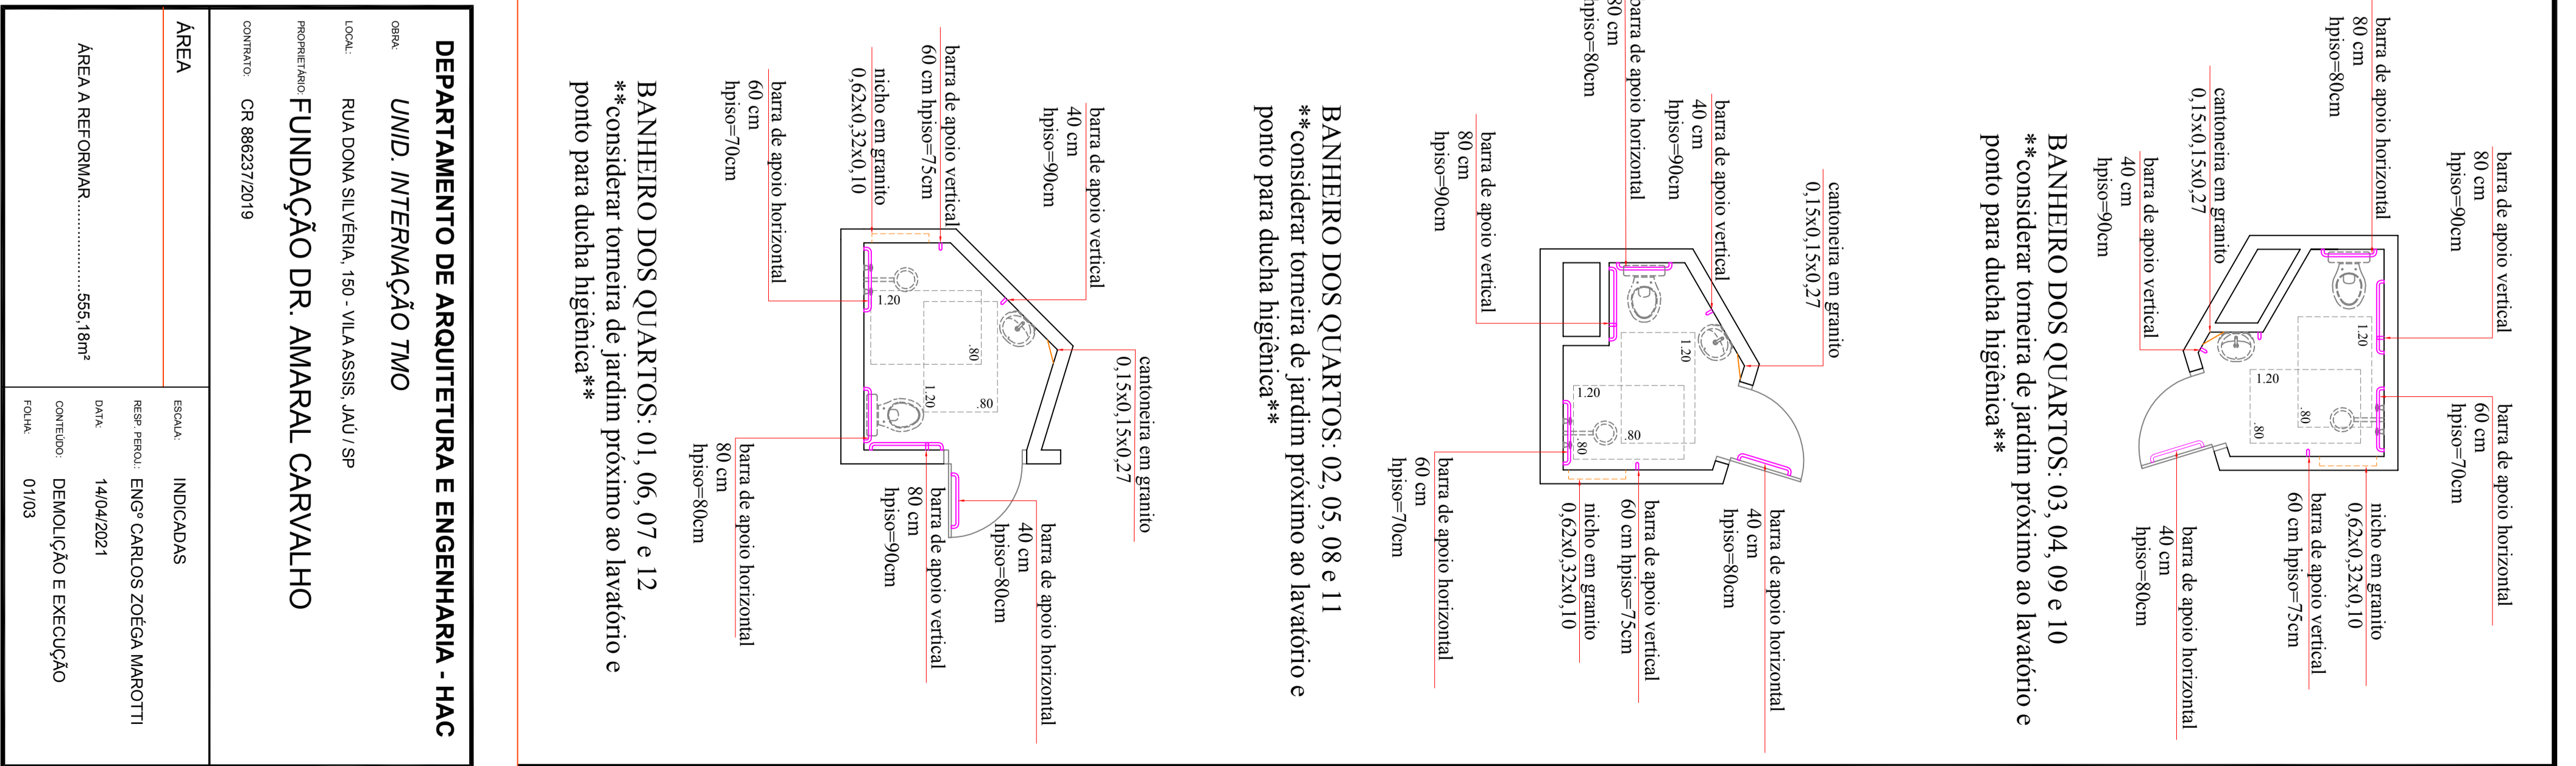 barra de apoio vertical
80 cm
hpiso=90cm
barra de apoio horizontal
60 cm
hpiso=70cm
barra de apoio horizontal
80 cm
hpiso=80cm
nicho em granito
0,62x0,32x0,10
barra de apoio vertical
60 cm hpiso=75cm
cantoneira em granito
0,15x0,15x0,27
barra de apoio vertical
40 cm
hpiso=90cm
barra de apoio horizontal
40 cm
hpiso=80cm
1.20
.80
1.20
.80
BANHEIRO DOS QUARTOS: 03, 04, 09 e 10
**considerar torneira de jardim próximo ao lavatório e
ponto para ducha higiênica**
cantoneira em granito
0,15x0,15x0,27
barra de apoio vertical
40 cm
hpiso=90cm
barra de apoio horizontal
80 cm
hpiso=80cm
barra de apoio vertical
80 cm
hpiso=90cm
barra de apoio horizontal
40 cm
hpiso=80cm
barra de apoio vertical
60 cm hpiso=75cm
nicho em granito
0,62x0,32x0,10
barra de apoio horizontal
60 cm
hpiso=70cm
1.20
.80
1.20
.80
BANHEIRO DOS QUARTOS: 02, 05, 08 e 11
**considerar torneira de jardim próximo ao lavatório e
ponto para ducha higiênica**
cantoneira em granito
0,15x0,15x0,27
barra de apoio vertical
40 cm
hpiso=90cm
barra de apoio horizontal
40 cm
hpiso=80cm
barra de apoio vertical
60 cm hpiso=75cm
barra de apoio vertical
80 cm
hpiso=90cm
nicho em granito
0,62x0,32x0,10
barra de apoio horizontal
60 cm
hpiso=70cm
barra de apoio horizontal
80 cm
hpiso=80cm
1.20
.80
1.20
.80
BANHEIRO DOS QUARTOS: 01, 06, 07 e 12
**considerar torneira de jardim próximo ao lavatório e
ponto para ducha higiênica**
DEPARTAMENTO DE ARQUITETURA E ENGENHARIA - HAC
OBRA: UNID. INTERNAÇÃO TMO
LOCAL: RUA DONA SILVÉRIA, 150 - VILA ASSIS, JAÚ / SP
PROPRIETÁRIO: FUNDAÇÃO DR. AMARAL CARVALHO
CONTRATO: CR 886237/2019
ÁREA
ÁREA A REFORMAR........................555,18m²
ESCALA: INDICADAS
RESP. PEROJ.: ENGº CARLOS ZOÉGA MAROTTI
DATA: 14/04/2021
CONTEÚDO: DEMOLIÇÃO E EXECUÇÃO
FOLHA: 01/03